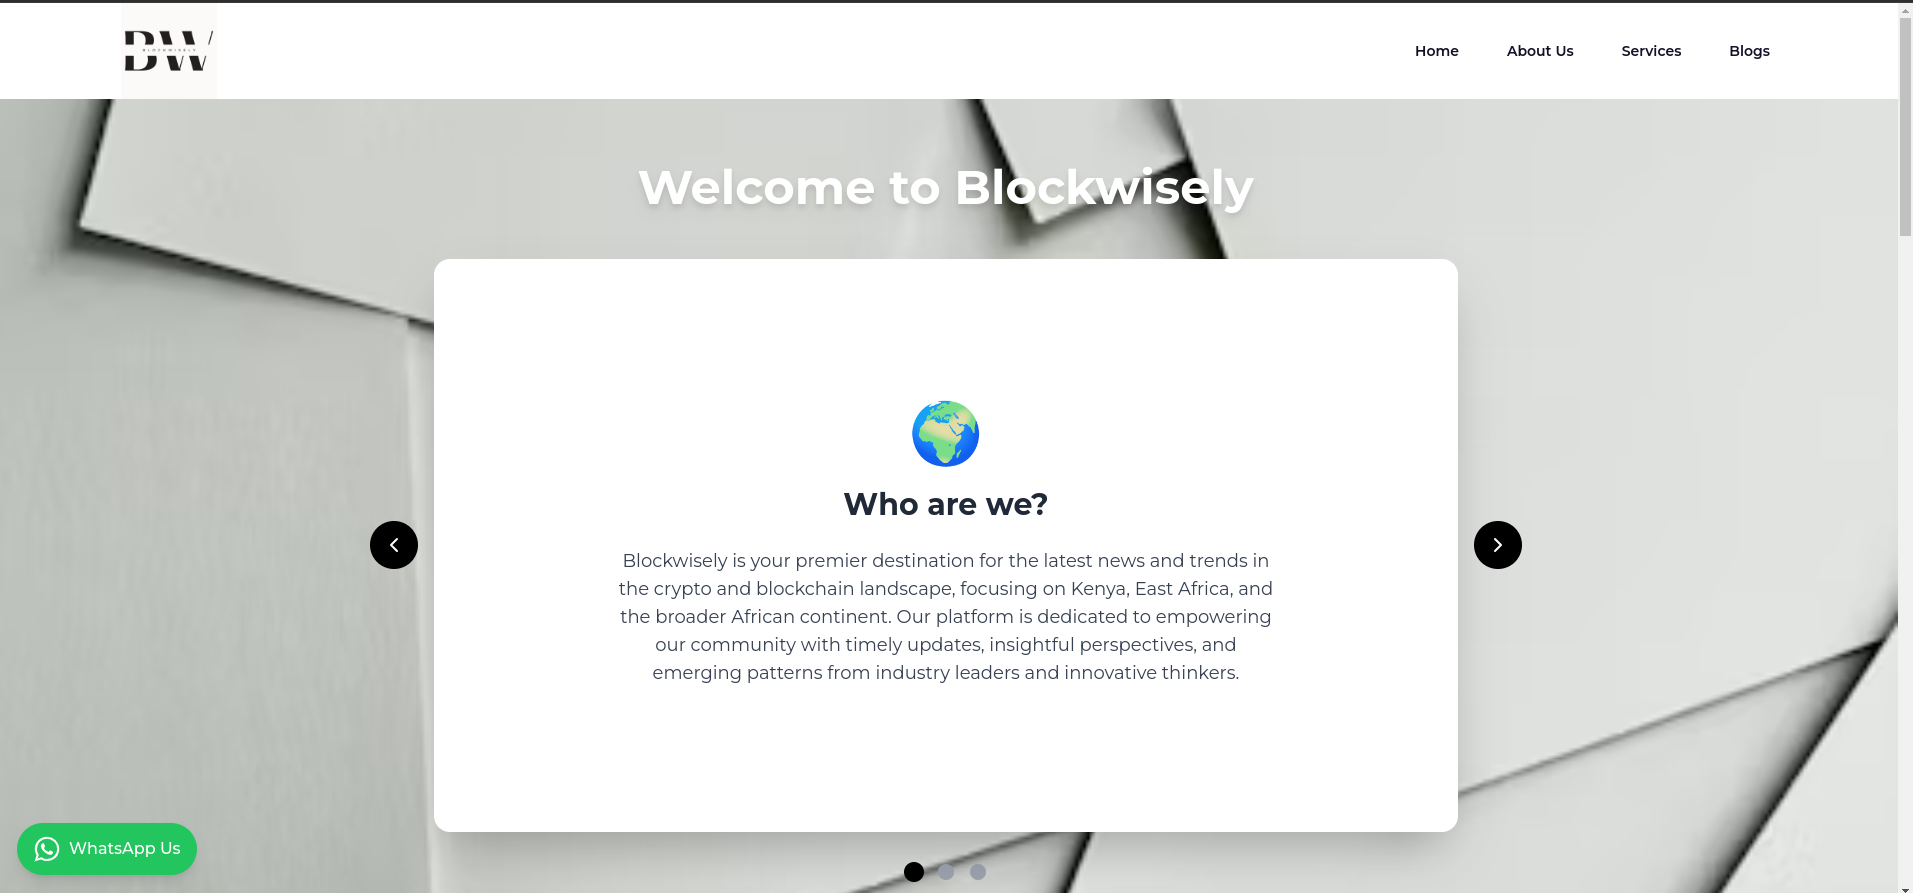 BW
BLOCKWISELY
Home
About Us
Services
Blogs
Welcome to Blockwisely
Who are we?
Blockwisely is your premier destination for the latest news and trends in
the crypto and blockchain landscape, focusing on Kenya, East Africa, and
the broader African continent. Our platform is dedicated to empowering
our community with timely updates, insightful perspectives, and
emerging patterns from industry leaders and innovative thinkers.
WhatsApp Us